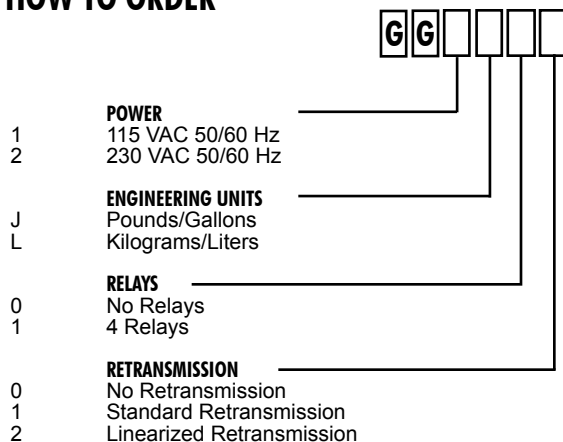 HOW TO ORDER
G G
POWER
1 115 VAC 50/60 Hz
2 230 VAC 50/60 Hz
ENGINEERING UNITS
J Pounds/Gallons
L Kilograms/Liters
RELAYS
0 No Relays
1 4 Relays
RETRANSMISSION
0 No Retransmission
1 Standard Retransmission
2 Linearized Retransmission